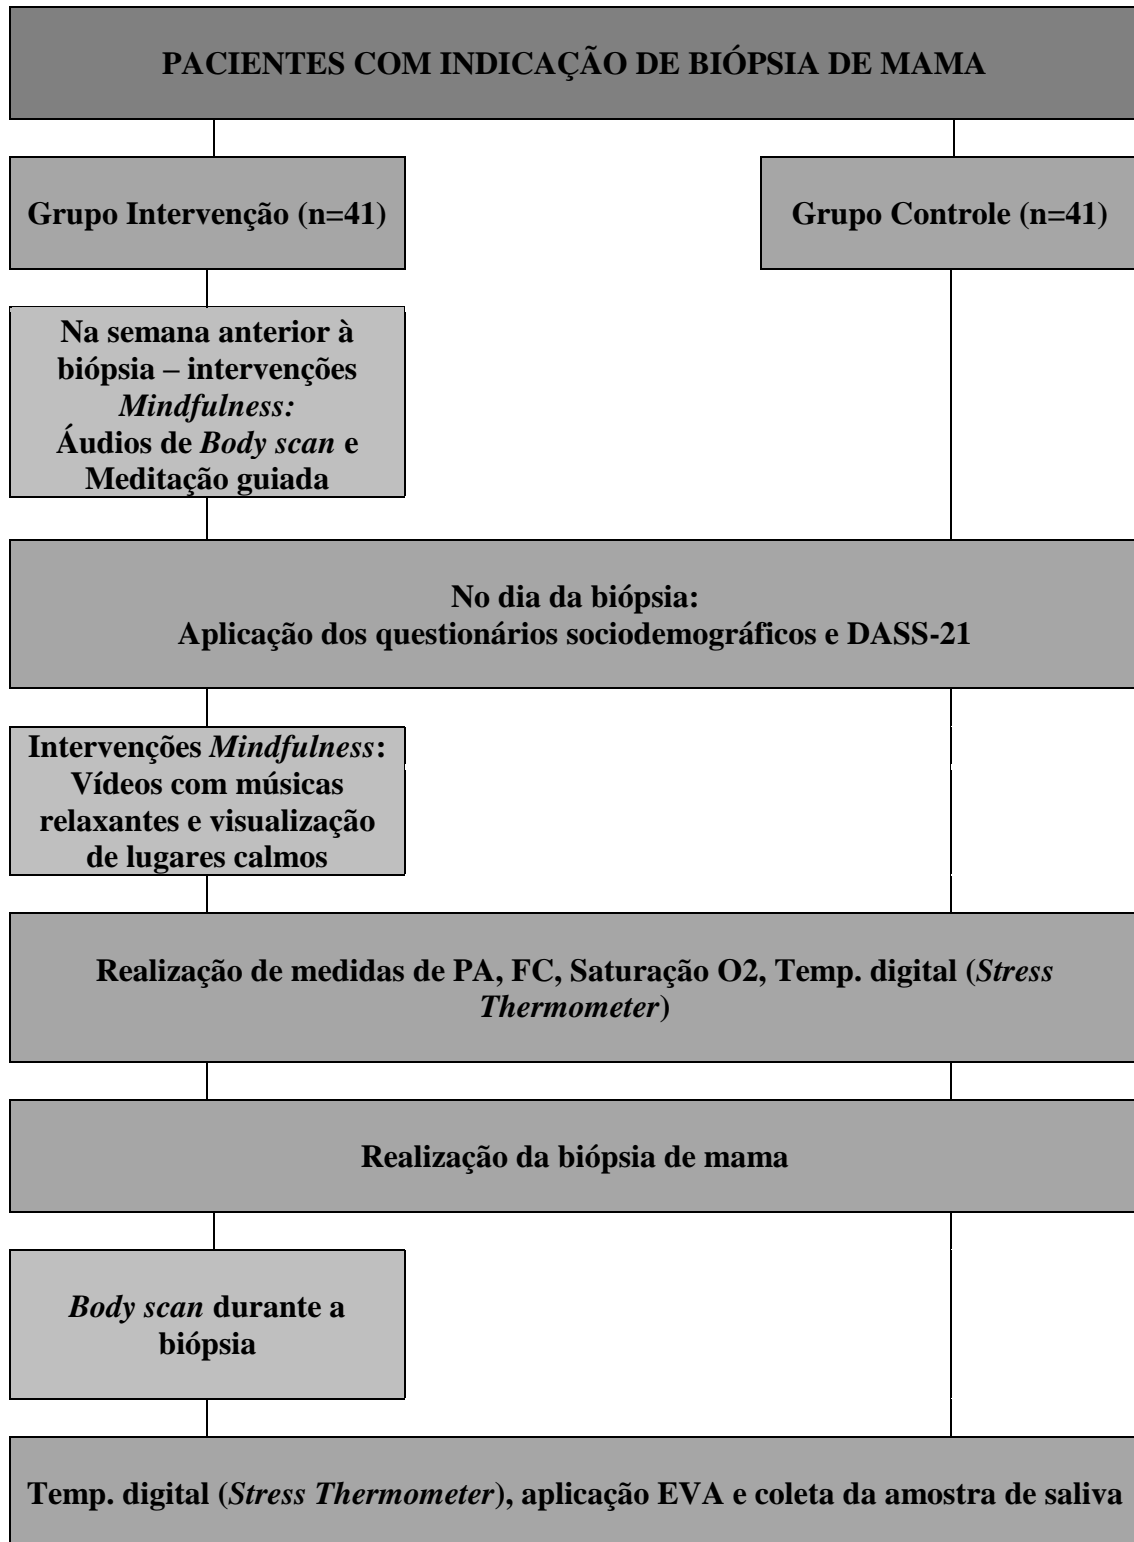 PACIENTES COM INDICAÇÃO DE BIÓPSIA DE MAMA
Grupo Intervenção (n=41)
Grupo Controle (n=41)
Na semana anterior à
biópsia – intervenções
Mindfulness:
Áudios de Body scan e
Meditação guiada
No dia da biópsia:
Aplicação dos questionários sociodemográficos e DASS-21
Intervenções Mindfulness:
Vídeos com músicas
relaxantes e visualização
de lugares calmos
Realização de medidas de PA, FC, Saturação O2, Temp. digital (Stress
Thermometer)
Realização da biópsia de mama
Body scan durante a
biópsia
Temp. digital (Stress Thermometer), aplicação EVA e coleta da amostra de saliva